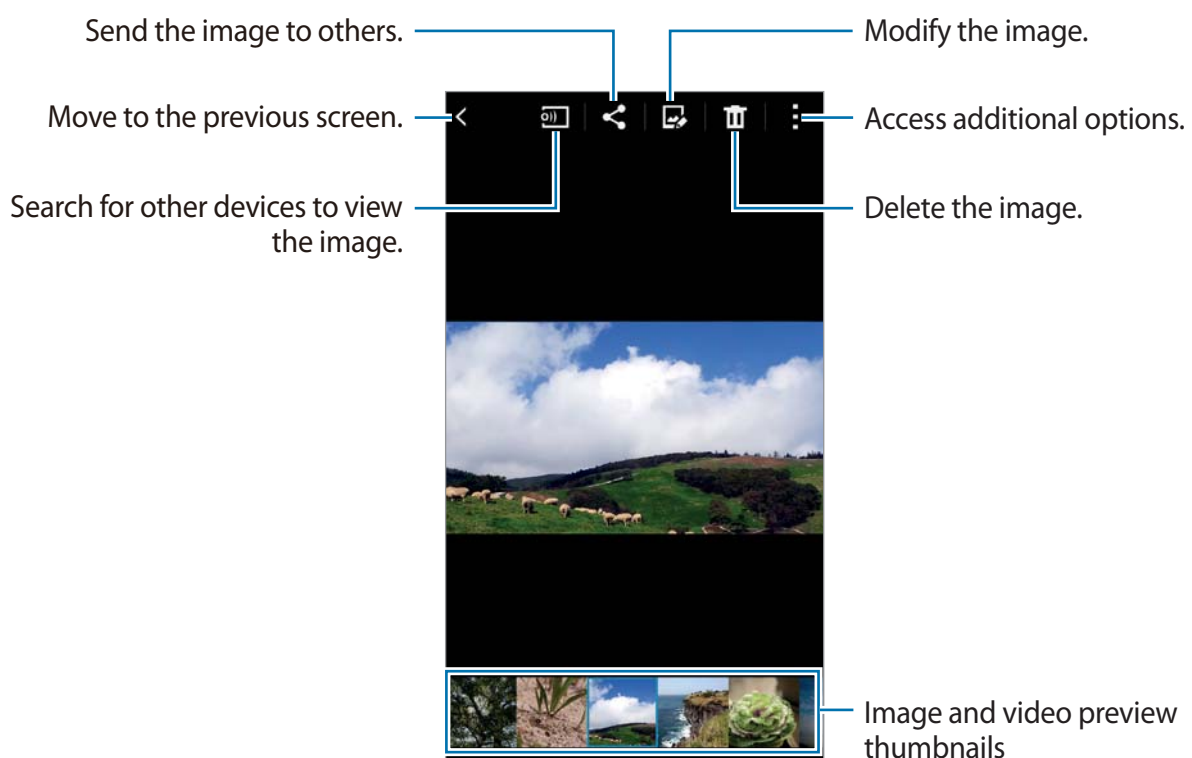 Send the image to others.
Modify the image.
Move to the previous screen.
Access additional options.
Search for other devices to view
the image.
Delete the image.
Image and video preview
thumbnails